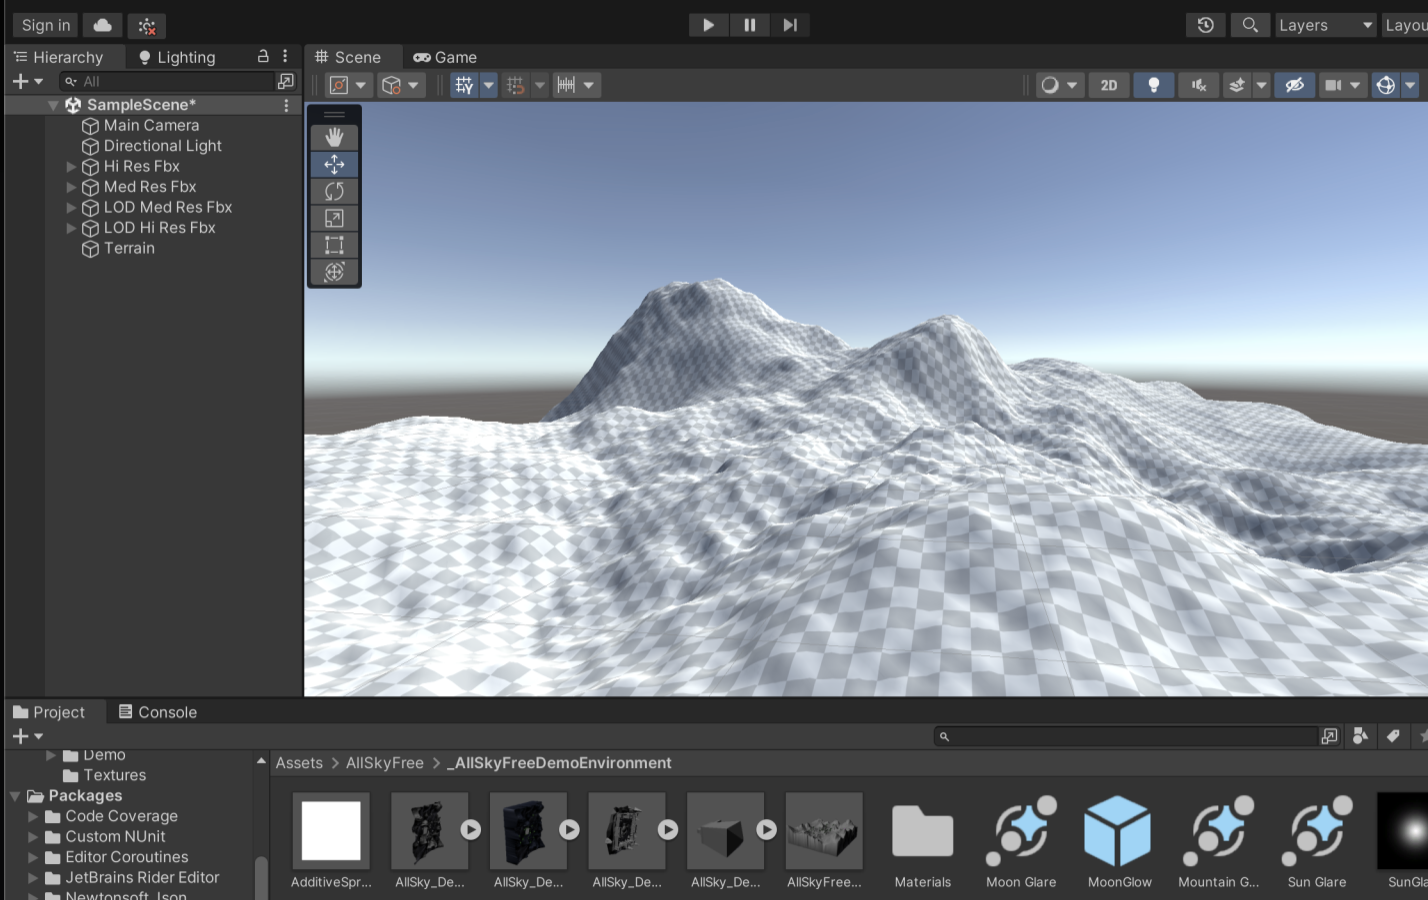 Sign in
Layers
Layou
Hierarchy
Lighting
Scene
Game
All
2D
SampleScene*
Main Camera
Directional Light
Hi Res Fbx
Med Res Fbx
LOD Med Res Fbx
LOD Hi Res Fbx
Terrain
Project
Console
Demo
Textures
Packages
Code Coverage
Custom NUnit
Editor Coroutines
JetBrains Rider Editor
Newtonsoft Json
Assets > AllSkyFree > _AllSkyFreeDemoEnvironment
AdditiveSpr...
AllSky_De...
AllSky_De...
AllSky_De...
AllSky_De...
AllSkyFree...
Materials
Moon Glare
MoonGlow
Mountain G...
Sun Glare
SunGla